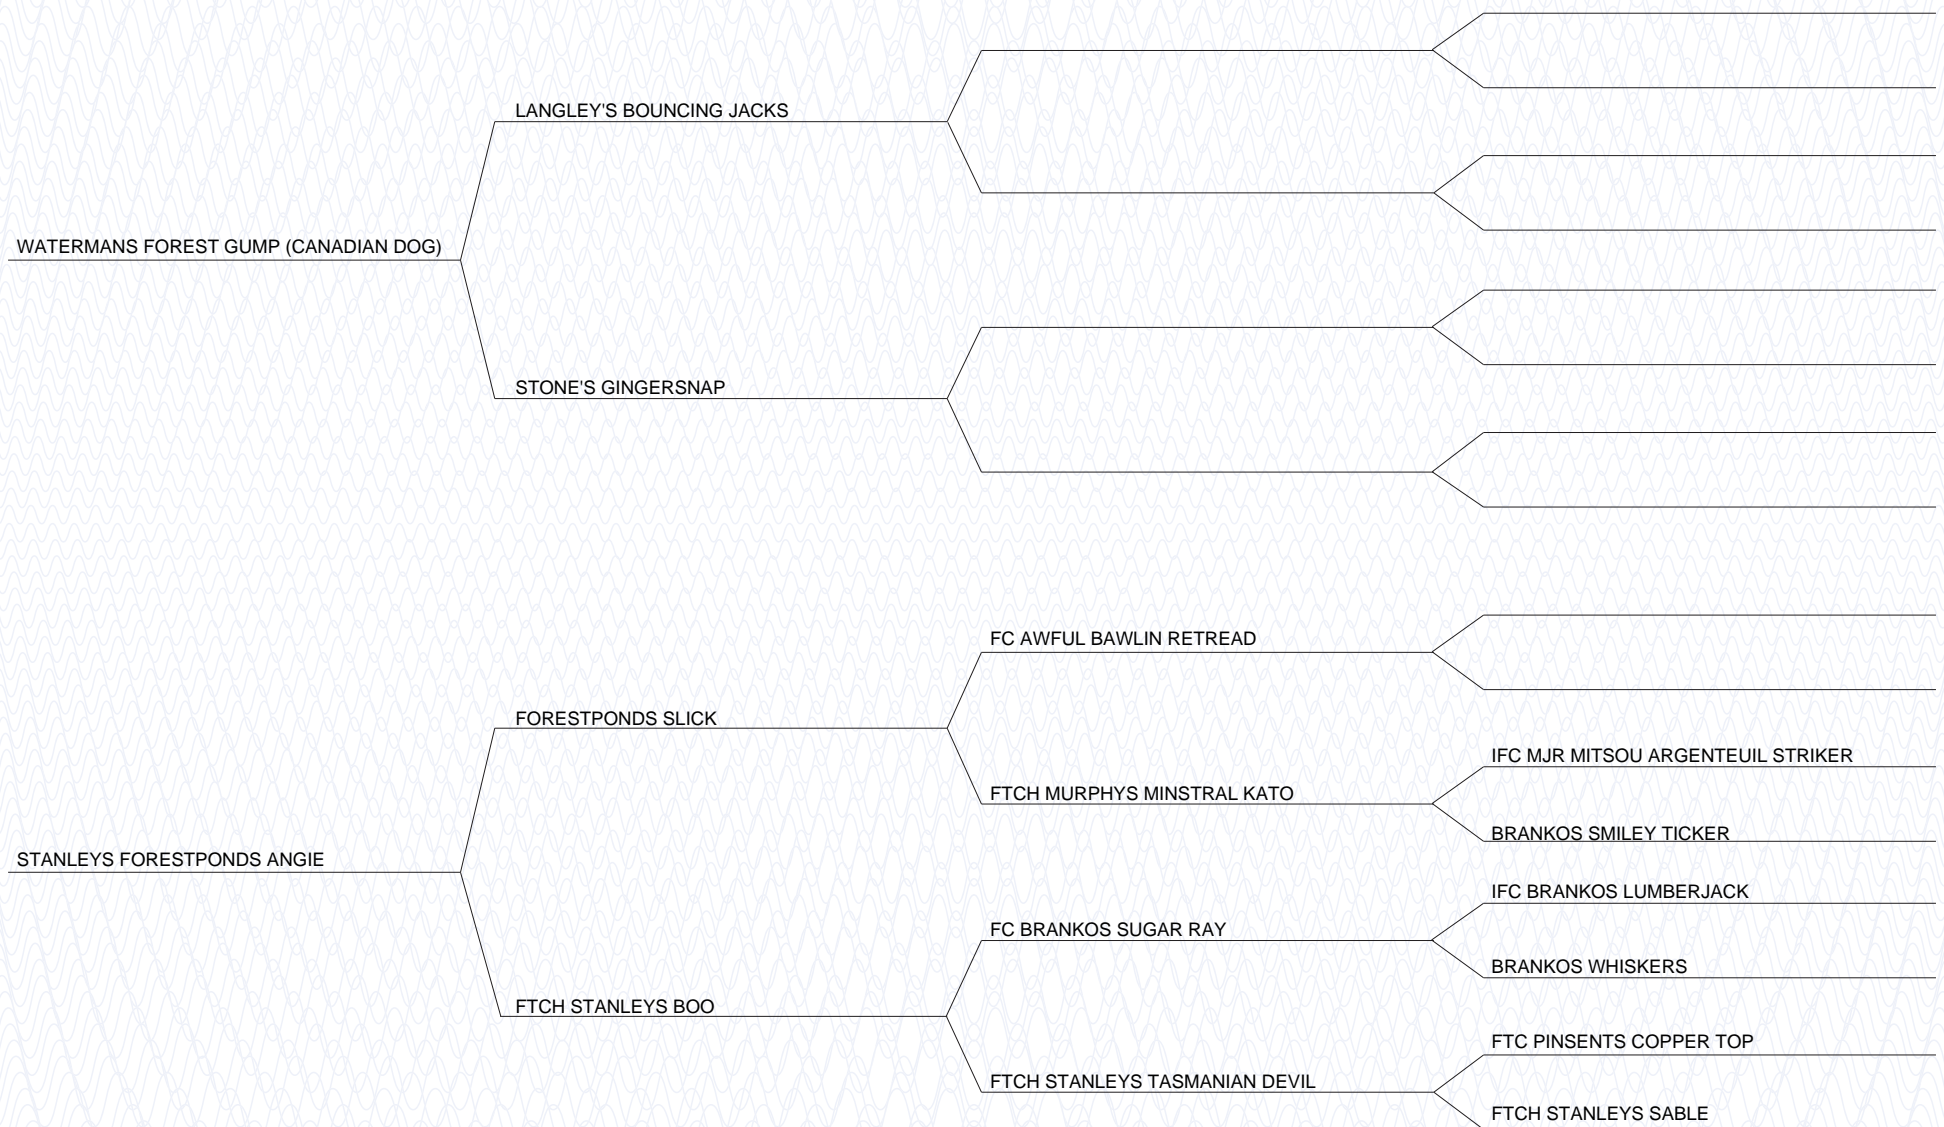 LANGLEY'S BOUNCING JACKS
WATERMANS FOREST GUMP (CANADIAN DOG)
STONE'S GINGERSNAP
FC AWFUL BAWLIN RETREAD
FORESTPONDS SLICK
IFC MJR MITSOU ARGENTEUIL STRIKER
FTCH MURPHYS MINSTRAL KATO
BRANKOS SMILEY TICKER
STANLEYS FORESTPONDS ANGIE
IFC BRANKOS LUMBERJACK
FC BRANKOS SUGAR RAY
BRANKOS WHISKERS
FTCH STANLEYS BOO
FTC PINSENTS COPPER TOP
FTCH STANLEYS TASMANIAN DEVIL
FTCH STANLEYS SABLE